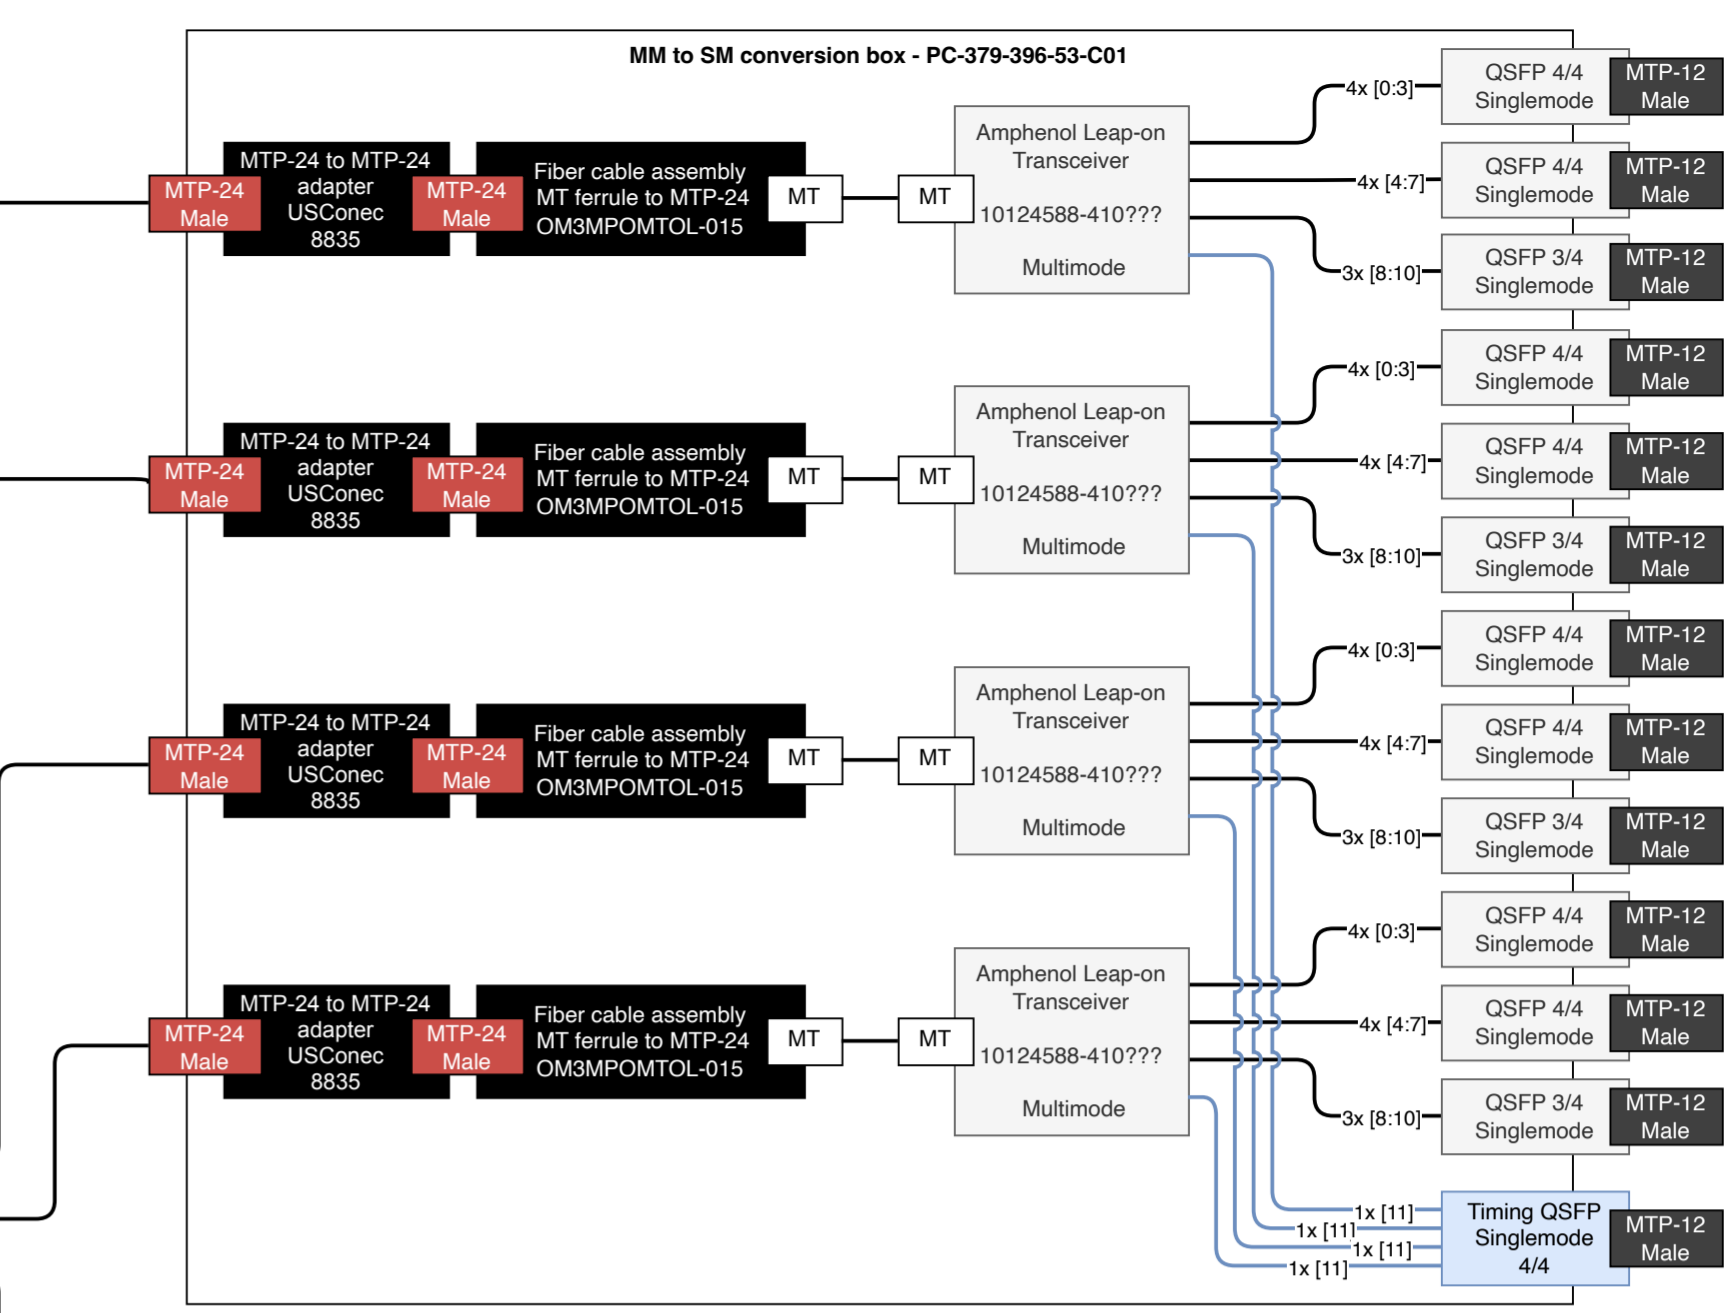 MM to SM conversion box - PC-379-396-53-C01
MTP-24
Male
MTP-24 to MTP-24
adapter
USConec
8835
MTP-24
Male
Fiber cable assembly
MT ferrule to MTP-24
OM3MPOMTOL-015
MT
MT
Amphenol Leap-on
Transceiver
10124588-410???
Multimode
4x [0:3]
QSFP 4/4
Singlemode
MTP-12
Male
4x [4:7]
QSFP 4/4
Singlemode
MTP-12
Male
3x [8:10]
QSFP 3/4
Singlemode
MTP-12
Male
MTP-24
Male
MTP-24 to MTP-24
adapter
USConec
8835
MTP-24
Male
Fiber cable assembly
MT ferrule to MTP-24
OM3MPOMTOL-015
MT
MT
Amphenol Leap-on
Transceiver
10124588-410???
Multimode
4x [0:3]
QSFP 4/4
Singlemode
MTP-12
Male
4x [4:7]
QSFP 4/4
Singlemode
MTP-12
Male
3x [8:10]
QSFP 3/4
Singlemode
MTP-12
Male
MTP-24
Male
MTP-24 to MTP-24
adapter
USConec
8835
MTP-24
Male
Fiber cable assembly
MT ferrule to MTP-24
OM3MPOMTOL-015
MT
MT
Amphenol Leap-on
Transceiver
10124588-410???
Multimode
4x [0:3]
QSFP 4/4
Singlemode
MTP-12
Male
4x [4:7]
QSFP 4/4
Singlemode
MTP-12
Male
3x [8:10]
QSFP 3/4
Singlemode
MTP-12
Male
MTP-24
Male
MTP-24 to MTP-24
adapter
USConec
8835
MTP-24
Male
Fiber cable assembly
MT ferrule to MTP-24
OM3MPOMTOL-015
MT
MT
Amphenol Leap-on
Transceiver
10124588-410???
Multimode
4x [0:3]
QSFP 4/4
Singlemode
MTP-12
Male
4x [4:7]
QSFP 4/4
Singlemode
MTP-12
Male
3x [8:10]
QSFP 3/4
Singlemode
MTP-12
Male
1x [11]
1x [11]
1x [11]
1x [11]
Timing QSFP
Singlemode
4/4
MTP-12
Male